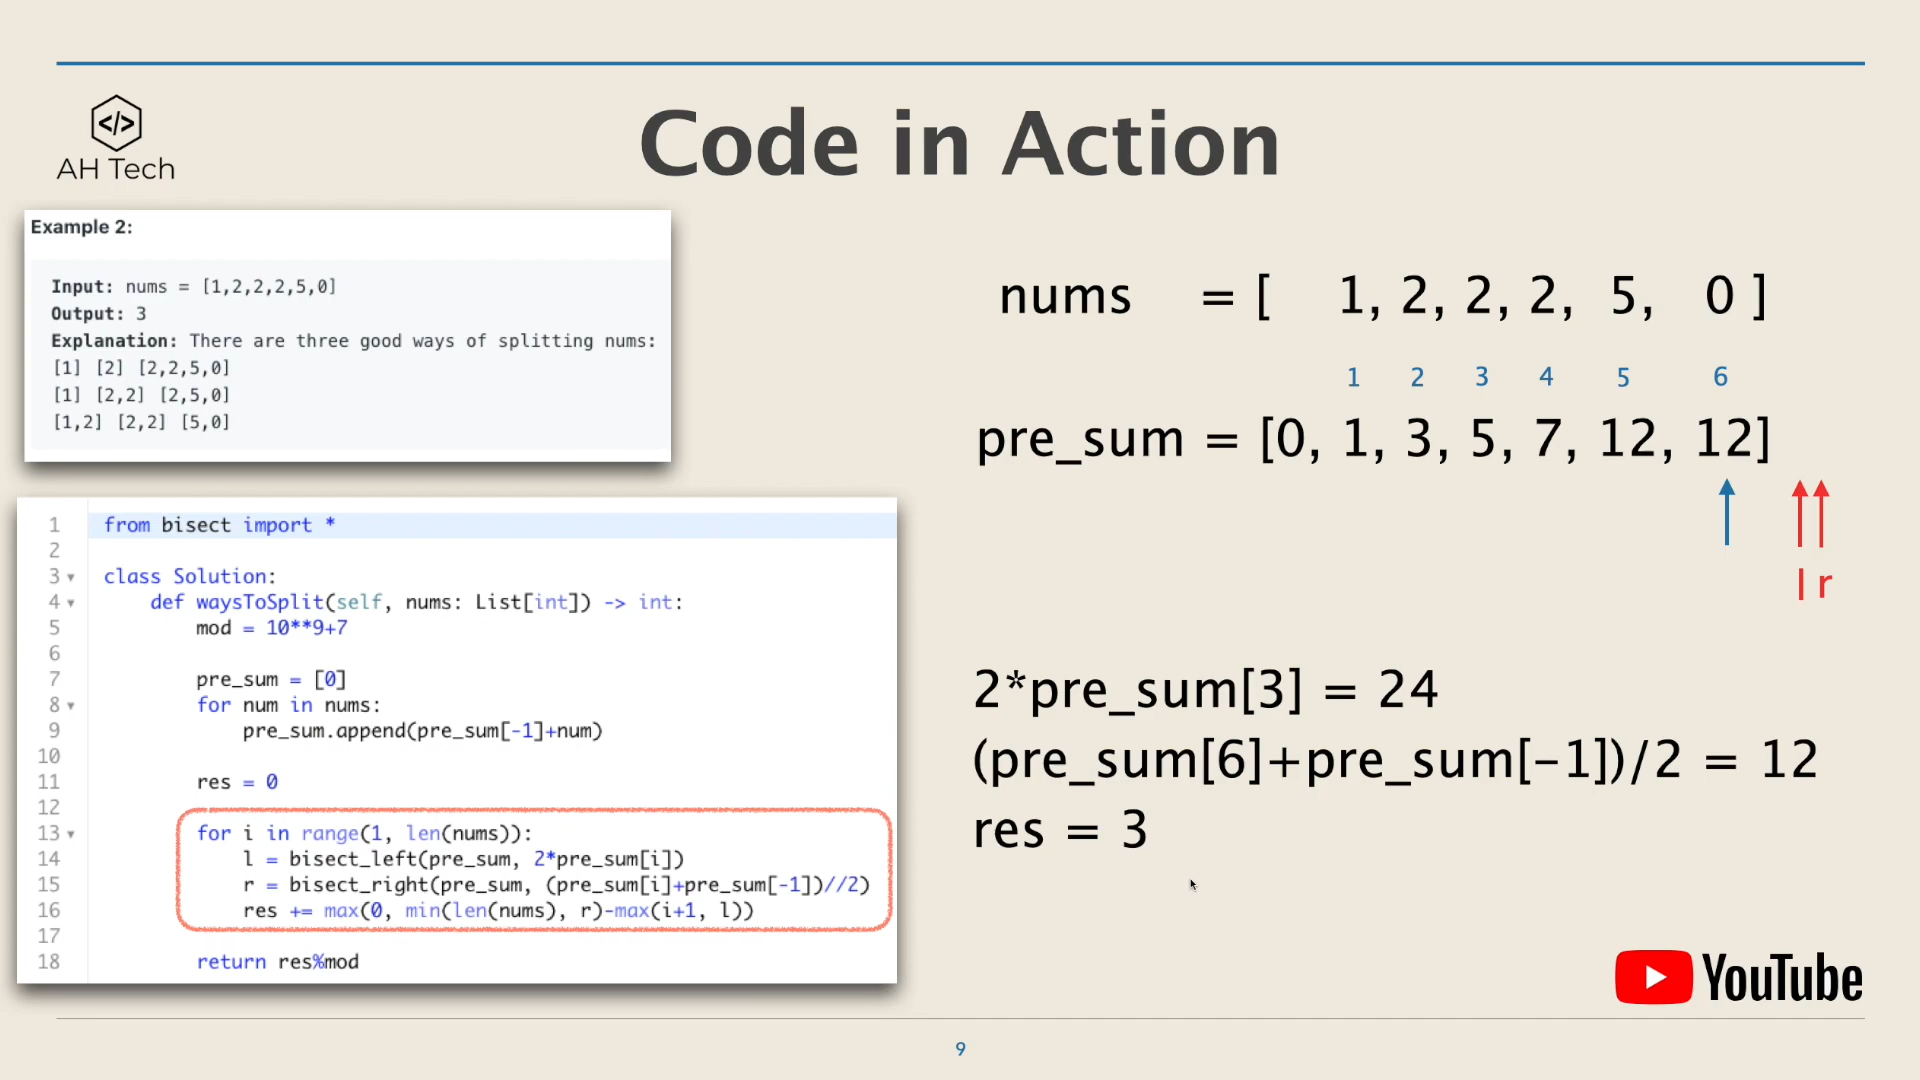 </>
AH Tech
Code in Action
Example 2:
Input: nums = [1,2,2,2,5,0]
Output: 3
Explanation: There are three good ways of splitting nums:
[1] [2] [2,2,5,0]
[1] [2,2] [2,5,0]
[1,2] [2,2] [5,0]
1 from bisect import *
2
3 class Solution:
4 def waysToSplit(self, nums: List[int]) -> int:
5 mod = 10**9+7
6
7 pre_sum = [0]
8 for num in nums:
9 pre_sum.append(pre_sum[-1]+num)
10
11 res = 0
12
13 for i in range(1, len(nums)):
14 l = bisect_left(pre_sum, 2*pre_sum[i])
15 r = bisect_right(pre_sum, (pre_sum[i]+pre_sum[-1])//2)
16 res += max(0, min(len(nums), r)-max(i+1, l))
17
18 return res%mod
nums = [ 1, 2, 2, 2, 5, 0 ]
1 2 3 4 5 6
pre_sum = [0, 1, 3, 5, 7, 12, 12]
l r
2*pre_sum[3] = 24
(pre_sum[6]+pre_sum[-1])/2 = 12
res = 3
YouTube
9